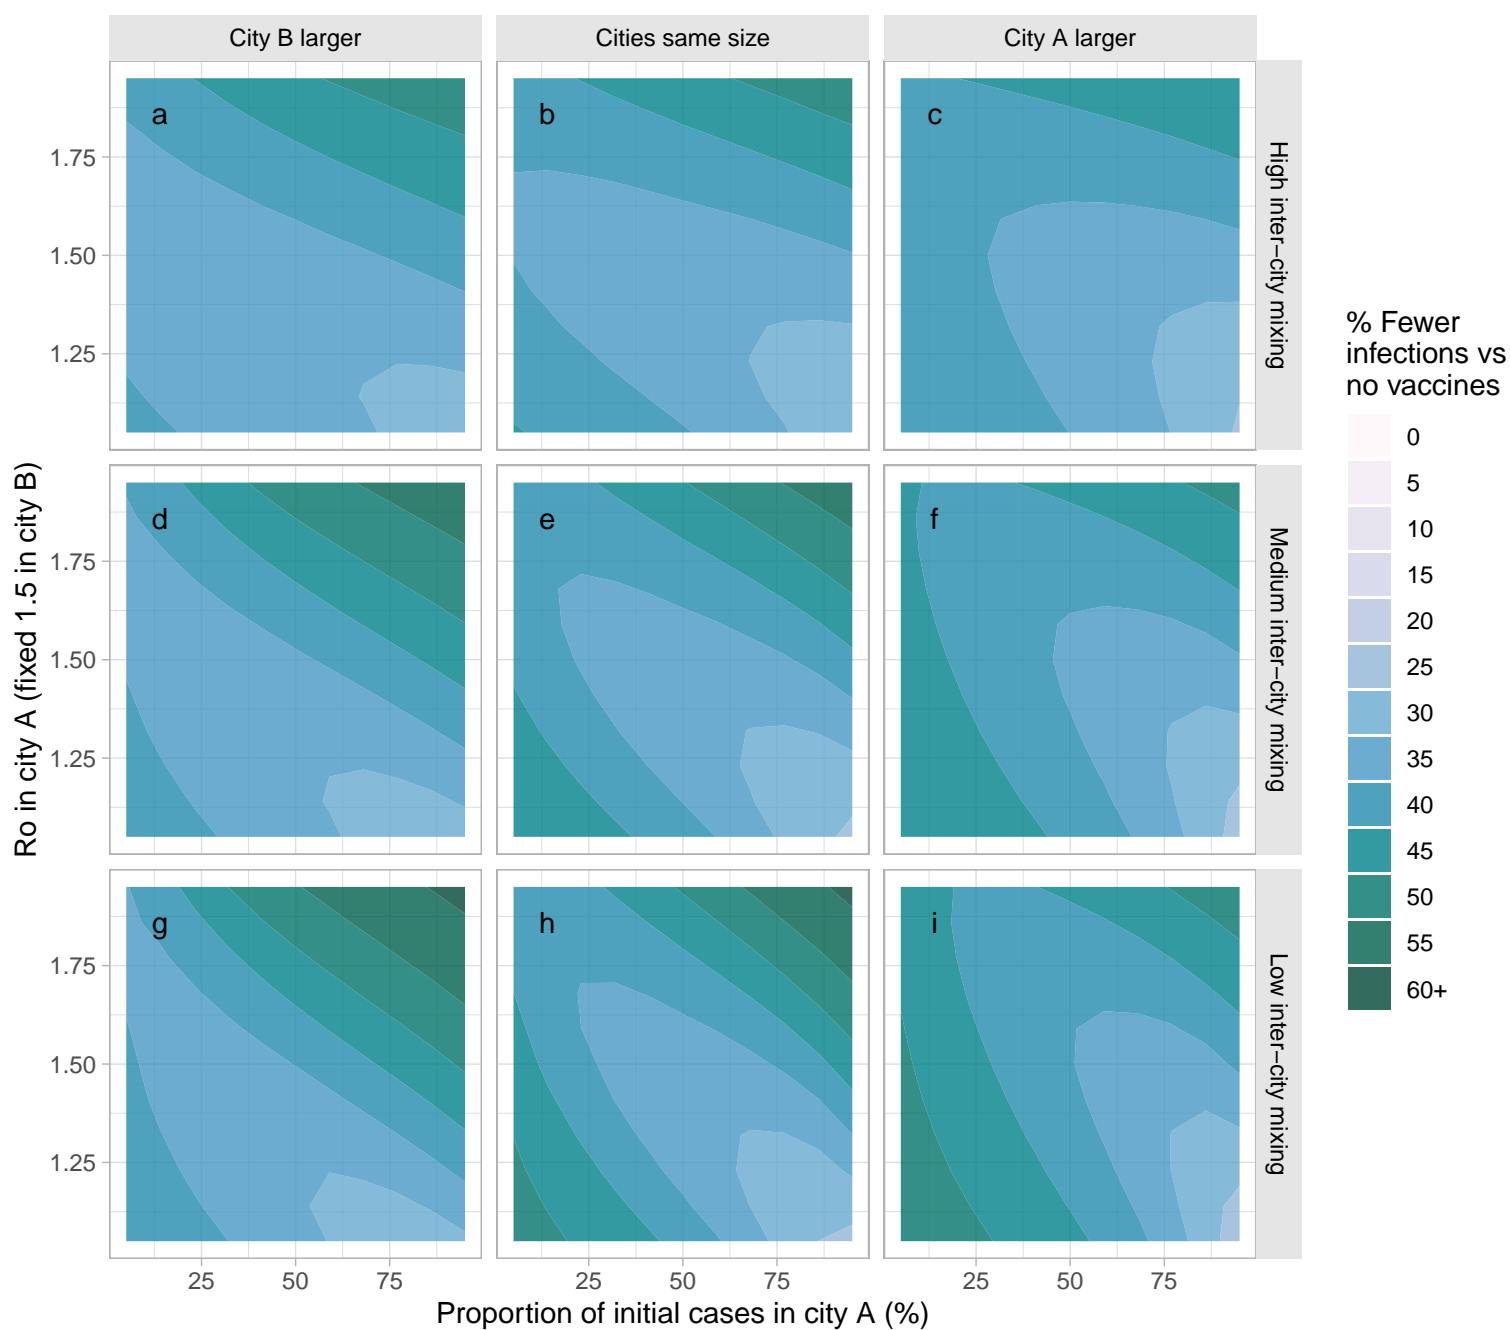 City B larger
Cities same size
City A larger
a
b
c
High inter−city mixing
1.75
1.50
1.25
d
e
f
Medium inter−city mixing
1.75
1.50
1.25
g
h
i
Low inter−city mixing
1.75
1.50
1.25
25
50
75
25
50
75
25
50
75
Proportion of initial cases in city A (%)
Ro in city A (fixed 1.5 in city B)
% Fewer
infections vs
no vaccines
0
5
10
15
20
25
30
35
40
45
50
55
60+